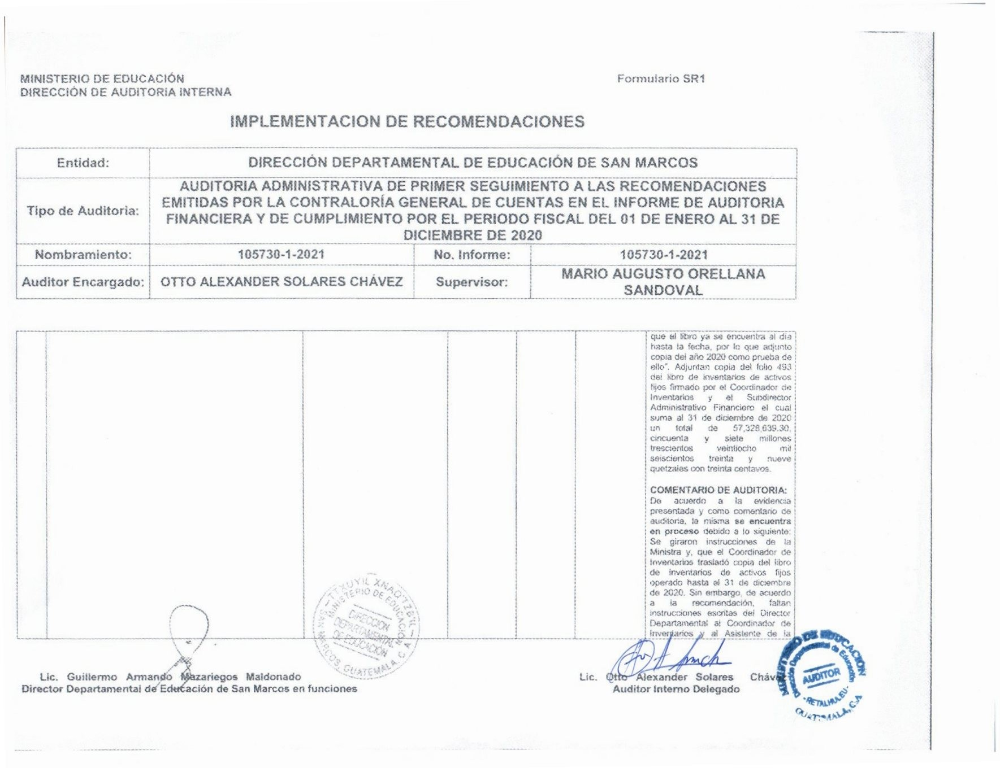 MINISTERIO DE EDUCACIÓN
DIRECCIÓN DE AUDITORIA INTERNA
Formulario SR1
IMPLEMENTACION DE RECOMENDACIONES
Entidad:
DIRECCIÓN DEPARTAMENTAL DE EDUCACIÓN DE SAN MARCOS
Tipo de Auditoria:
AUDITORIA ADMINISTRATIVA DE PRIMER SEGUIMIENTO A LAS RECOMENDACIONES
EMITIDAS POR LA CONTRALORÍA GENERAL DE CUENTAS EN EL INFORME DE AUDITORIA
FINANCIERA Y DE CUMPLIMIENTO POR EL PERIODO FISCAL DEL 01 DE ENERO AL 31 DE
DICIEMBRE DE 2020
Nombramiento:
105730-1-2021
No. Informe:
105730-1-2021
Auditor Encargado:
OTTO ALEXANDER SOLARES CHÁVEZ
Supervisor:
MARIO AUGUSTO ORELLANA
SANDOVAL
que el libro ya se encuentra al día
hasta la fecha, por lo que adjunto
copia del año 2020 como prueba de
ello". Adjuntan copia del folio 493
del libro de inventarios de activos
fijos firmado por el Coordinador de
Inventarios y el Subdirector
Administrativo Financiero el cual
suma al 31 de diciembre de 2020
un total de 57,328,639.30,
cincuenta y siete millones
trescientos veintiocho mil
seiscientos treinta y nueve
quetzales con treinta centavos.
COMENTARIO DE AUDITORIA:
De acuerdo a la evidencia
presentada y como comentario de
auditoria, la misma se encuentra
en proceso debido a lo siguiente:
Se giraron instrucciones de la
Ministra y, que el Coordinador de
Inventarios trasladó copia del libro
de inventarios de activos fijos
operado hasta el 31 de diciembre
de 2020. Sin embargo, de acuerdo
a la recomendación, faltan
instrucciones escritas del Director
Departamental al Coordinador de
Inventarios y al Asistente de la
TTXUYIL XNAQ'TZB'IL
MINISTERIO DE EDUCACION
DIRECCION
DEPARTAMENTAL
DE EDUCACIÓN
SAN MARCOS, GUATEMALA, C. A.
Lic. Guillermo Armando Mazariegos Maldonado
Director Departamental de Educación de San Marcos en funciones
Lic. Otto Alexander Solares Chávez
Auditor Interno Delegado
MINISTERIO DE EDUCACION
Dirección Departamental de Educación
AUDITOR
- RETALHULEU -
GUATEMALA, C.A